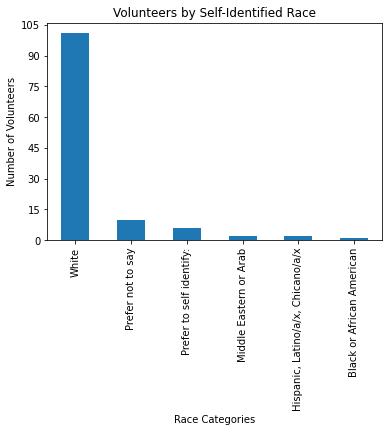 Volunteers by Self-Identified Race
Number of Volunteers
105
90
75
60
45
30
15
0
White
Prefer not to say
Prefer to self identify:
Middle Eastern or Arab
Hispanic, Latino/a/x, Chicano/a/x
Black or African American
Race Categories